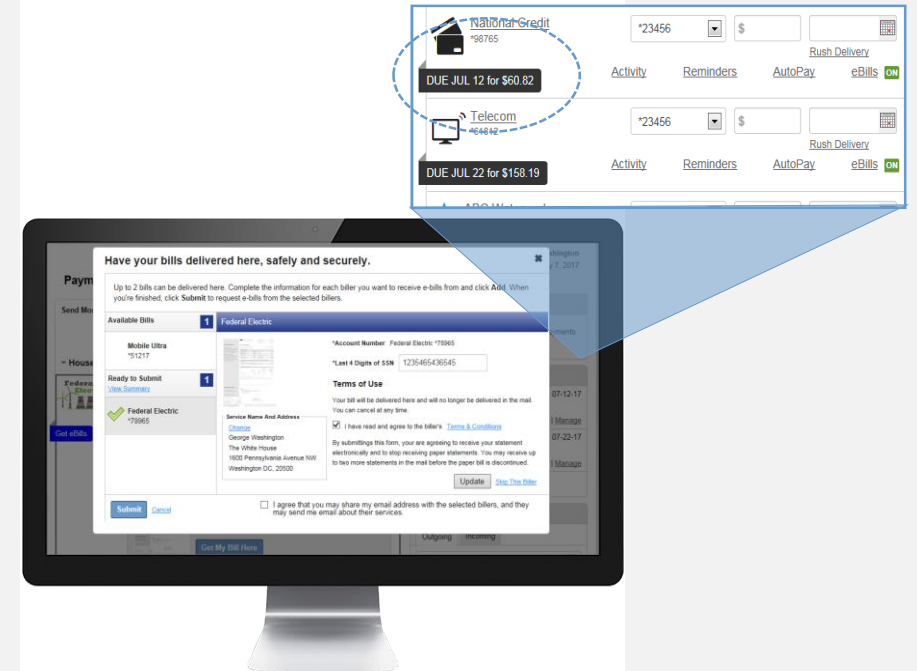 National Credit
*98765
*23456
$
Rush Delivery
DUE JUL 12 for $60.82
Activity
Reminders
AutoPay
eBills ON
Telecom
*61612
*23456
$
Rush Delivery
DUE JUL 22 for $158.19
Activity
Reminders
AutoPay
eBills ON
Have your bills delivered here, safely and securely.
Up to 2 bills can be delivered here. Complete the information for each biller you want to receive e-bills from and click Add. When
you're finished, click Submit to request e-bills from the selected billers.
Available Bills 1
Mobile Ultra
*51217
Ready to Submit 1
View Summary
Federal Electric
*78965
Federal Electric
*Account Number Federal Electric *78965
*Last 4 Digits of SSN 1235465436545
Terms of Use
Your bill will be delivered here and will no longer be delivered in the mail.
You can cancel at any time.
I have read and agree to the biller's Terms & Conditions
By submittings this form, your are agreeing to receive your statement
electronically and to stop receiving paper statements. You may receive up
to two more statements in the mail before the paper bill is discontinued.
Update Skip This Biller
Service Name And Address
Change
George Washington
The White House
1600 Pennsylvania Avenue NW
Washington DC, 20500
Submit Cancel
I agree that you may share my email address with the selected billers, and they
may send me email about their services.
Paym
Send Mo
House
Federa
Get eBills
Get My Bill Here
7, 2017
07-12-17
Manage
07-22-17
Manage
Outgoing Incoming